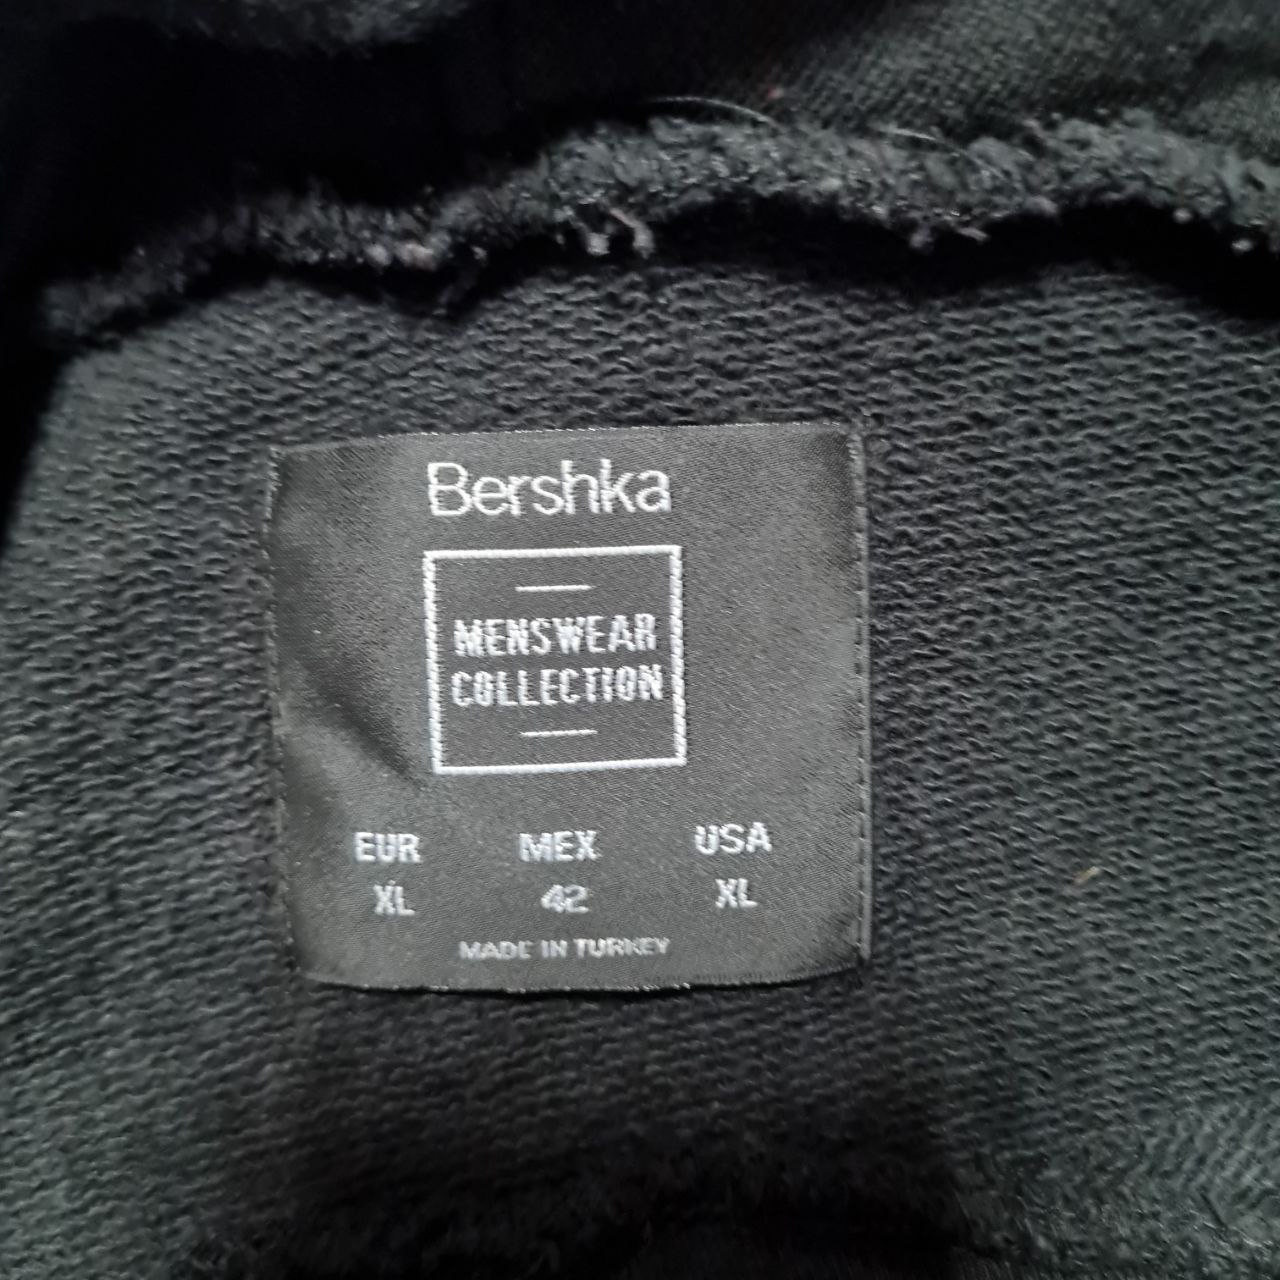 Bershka
MENSWEAR
COLLECTION
EUR MEX USA
XL 42 XL
MADE IN TURKEY